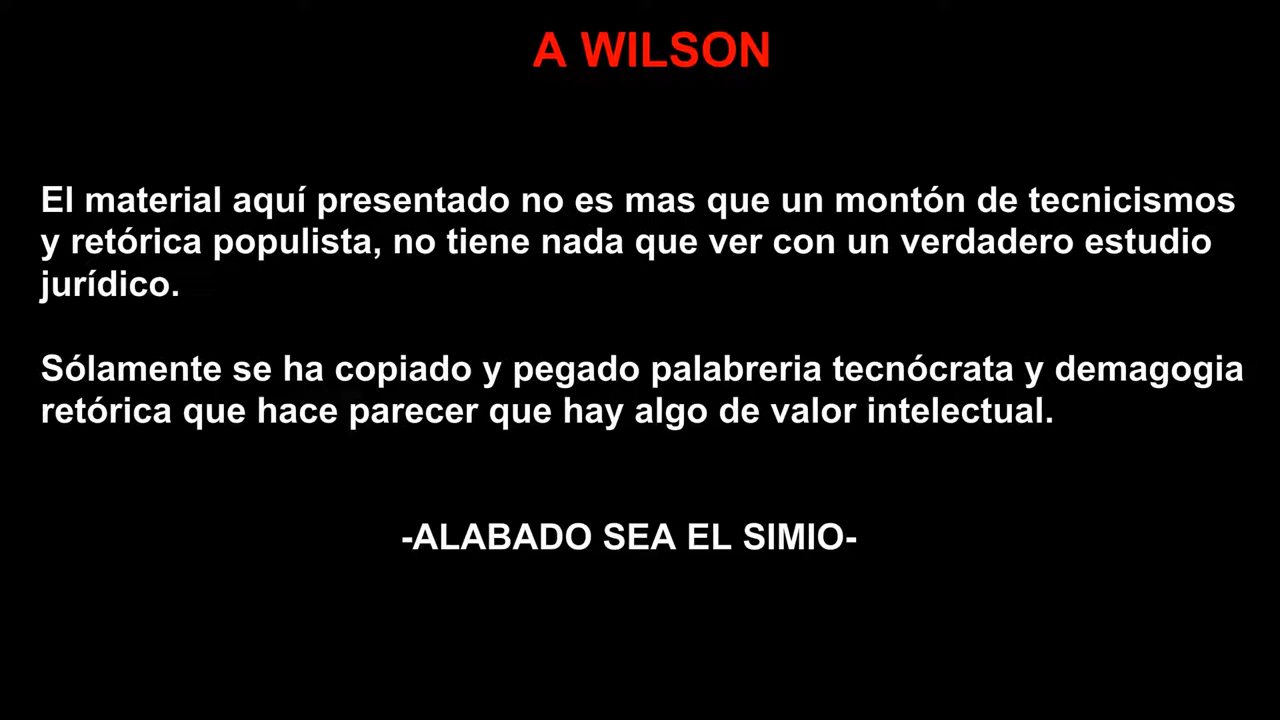 A WILSON
El material aquí presentado no es mas que un montón de tecnicismos
y retórica populista, no tiene nada que ver con un verdadero estudio
jurídico.
Sólamente se ha copiado y pegado palabreria tecnócrata y demagogia
retórica que hace parecer que hay algo de valor intelectual.
-ALABADO SEA EL SIMIO-